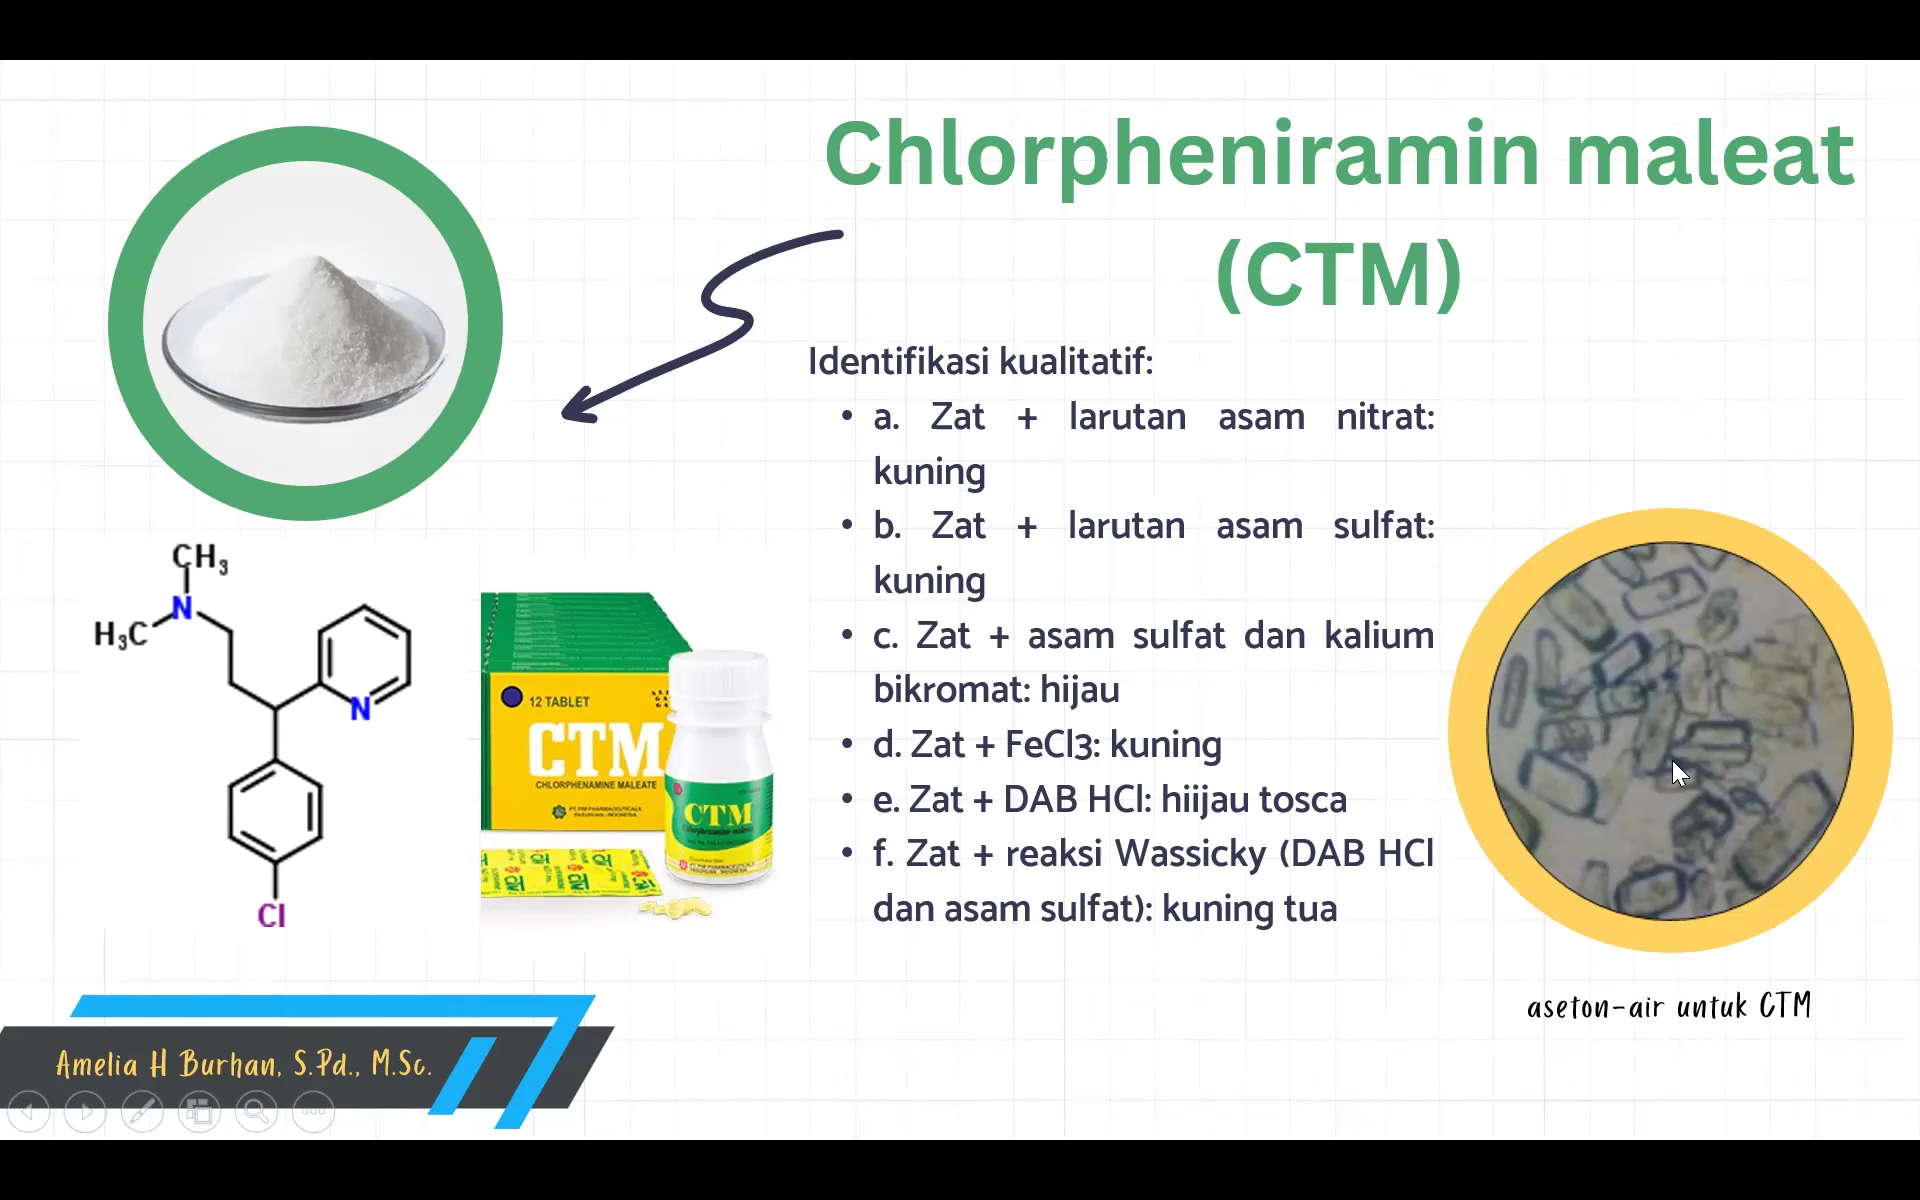 Chlorpheniramin maleat
(CTM)
Identifikasi kualitatif:
• a. Zat + larutan asam nitrat:
kuning
• b. Zat + larutan asam sulfat:
kuning
• c. Zat + asam sulfat dan kalium
bikromat: hijau
• d. Zat + FeCl3: kuning
• e. Zat + DAB HCl: hiijau tosca
• f. Zat + reaksi Wassicky (DAB HCl
dan asam sulfat): kuning tua
CH3
N
H3C
N
Cl
12 TABLET
CTM
CHLORPHENAMINE MALEATE
PT PIM PHARMACEUTICALS
PASURUAN-INDONESIA
CTM
aseton-air untuk CTM
Amelia H Burhan, S.Pd., M.Sc.